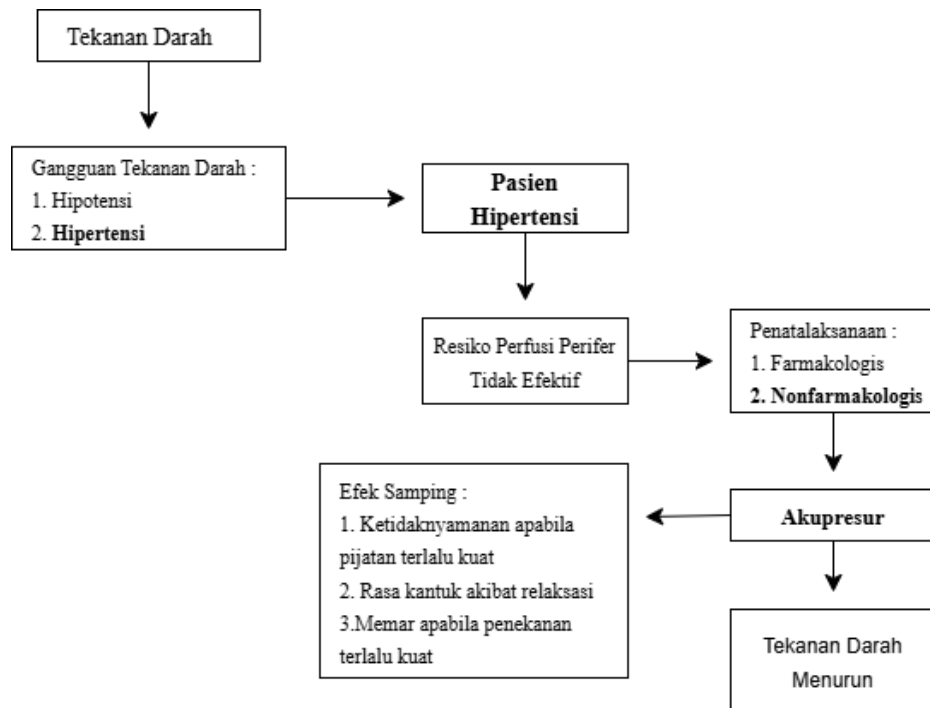 Tekanan Darah
Gangguan Tekanan Darah :
1. Hipotensi
2. Hipertensi
Pasien
Hipertensi
Resiko Perfusi Perifer
Tidak Efektif
Penatalaksanaan :
1. Farmakologis
2. Nonfarmakologis
Akupresur
Efek Samping :
1. Ketidaknyamanan apabila
pijatan terlalu kuat
2. Rasa kantuk akibat relaksasi
3.Memar apabila penekanan
terlalu kuat
Tekanan Darah
Menurun